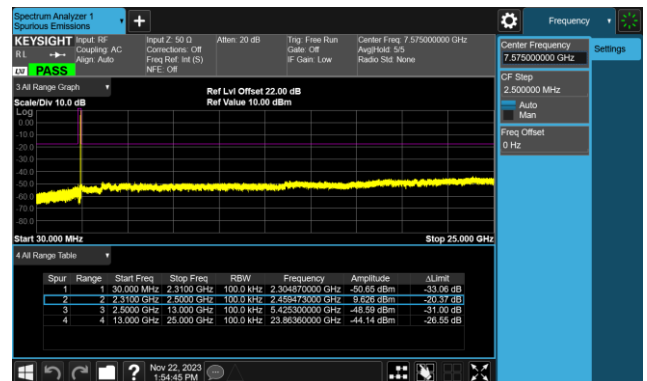 Spectrum Analyzer 1
Spurious Emissions
Frequency
KEYSIGHT Input: RF Input Z: 50 Ω Atten: 20 dB Trig: Free Run Center Freq: 7.575000000 GHz
RL Coupling: AC Corrections: Off Gate: Off Avg|Hold: 5/5
Align: Auto Freq Ref: Int (S) IF Gain: Low Radio Std: None
PASS NFE: Off
Center Frequency
7.575000000 GHz
Settings
CF Step
2.500000 MHz
Auto
Man
Freq Offset
0 Hz
3 All Range Graph
Ref Lvl Offset 22.00 dB
Scale/Div 10.0 dB Ref Value 10.00 dBm
Log
0.00
-10.0
-20.0
-30.0
-40.0
-50.0
-60.0
-70.0
-80.0
Start 30.000 MHz Stop 25.000 GHz
4 All Range Table
Spur Range Start Freq Stop Freq RBW Frequency Amplitude ΔLimit
1 1 30.000 MHz 2.3100 GHz 100.0 kHz 2.304870000 GHz -50.65 dBm -33.06 dB
2 2 2.3100 GHz 2.5000 GHz 100.0 kHz 2.459473000 GHz 9.626 dBm -20.37 dB
3 3 2.5000 GHz 13.000 GHz 100.0 kHz 5.425300000 GHz -48.59 dBm -31.00 dB
4 4 13.000 GHz 25.000 GHz 100.0 kHz 23.86360000 GHz -44.14 dBm -26.55 dB
Nov 22, 2023
1:54:45 PM